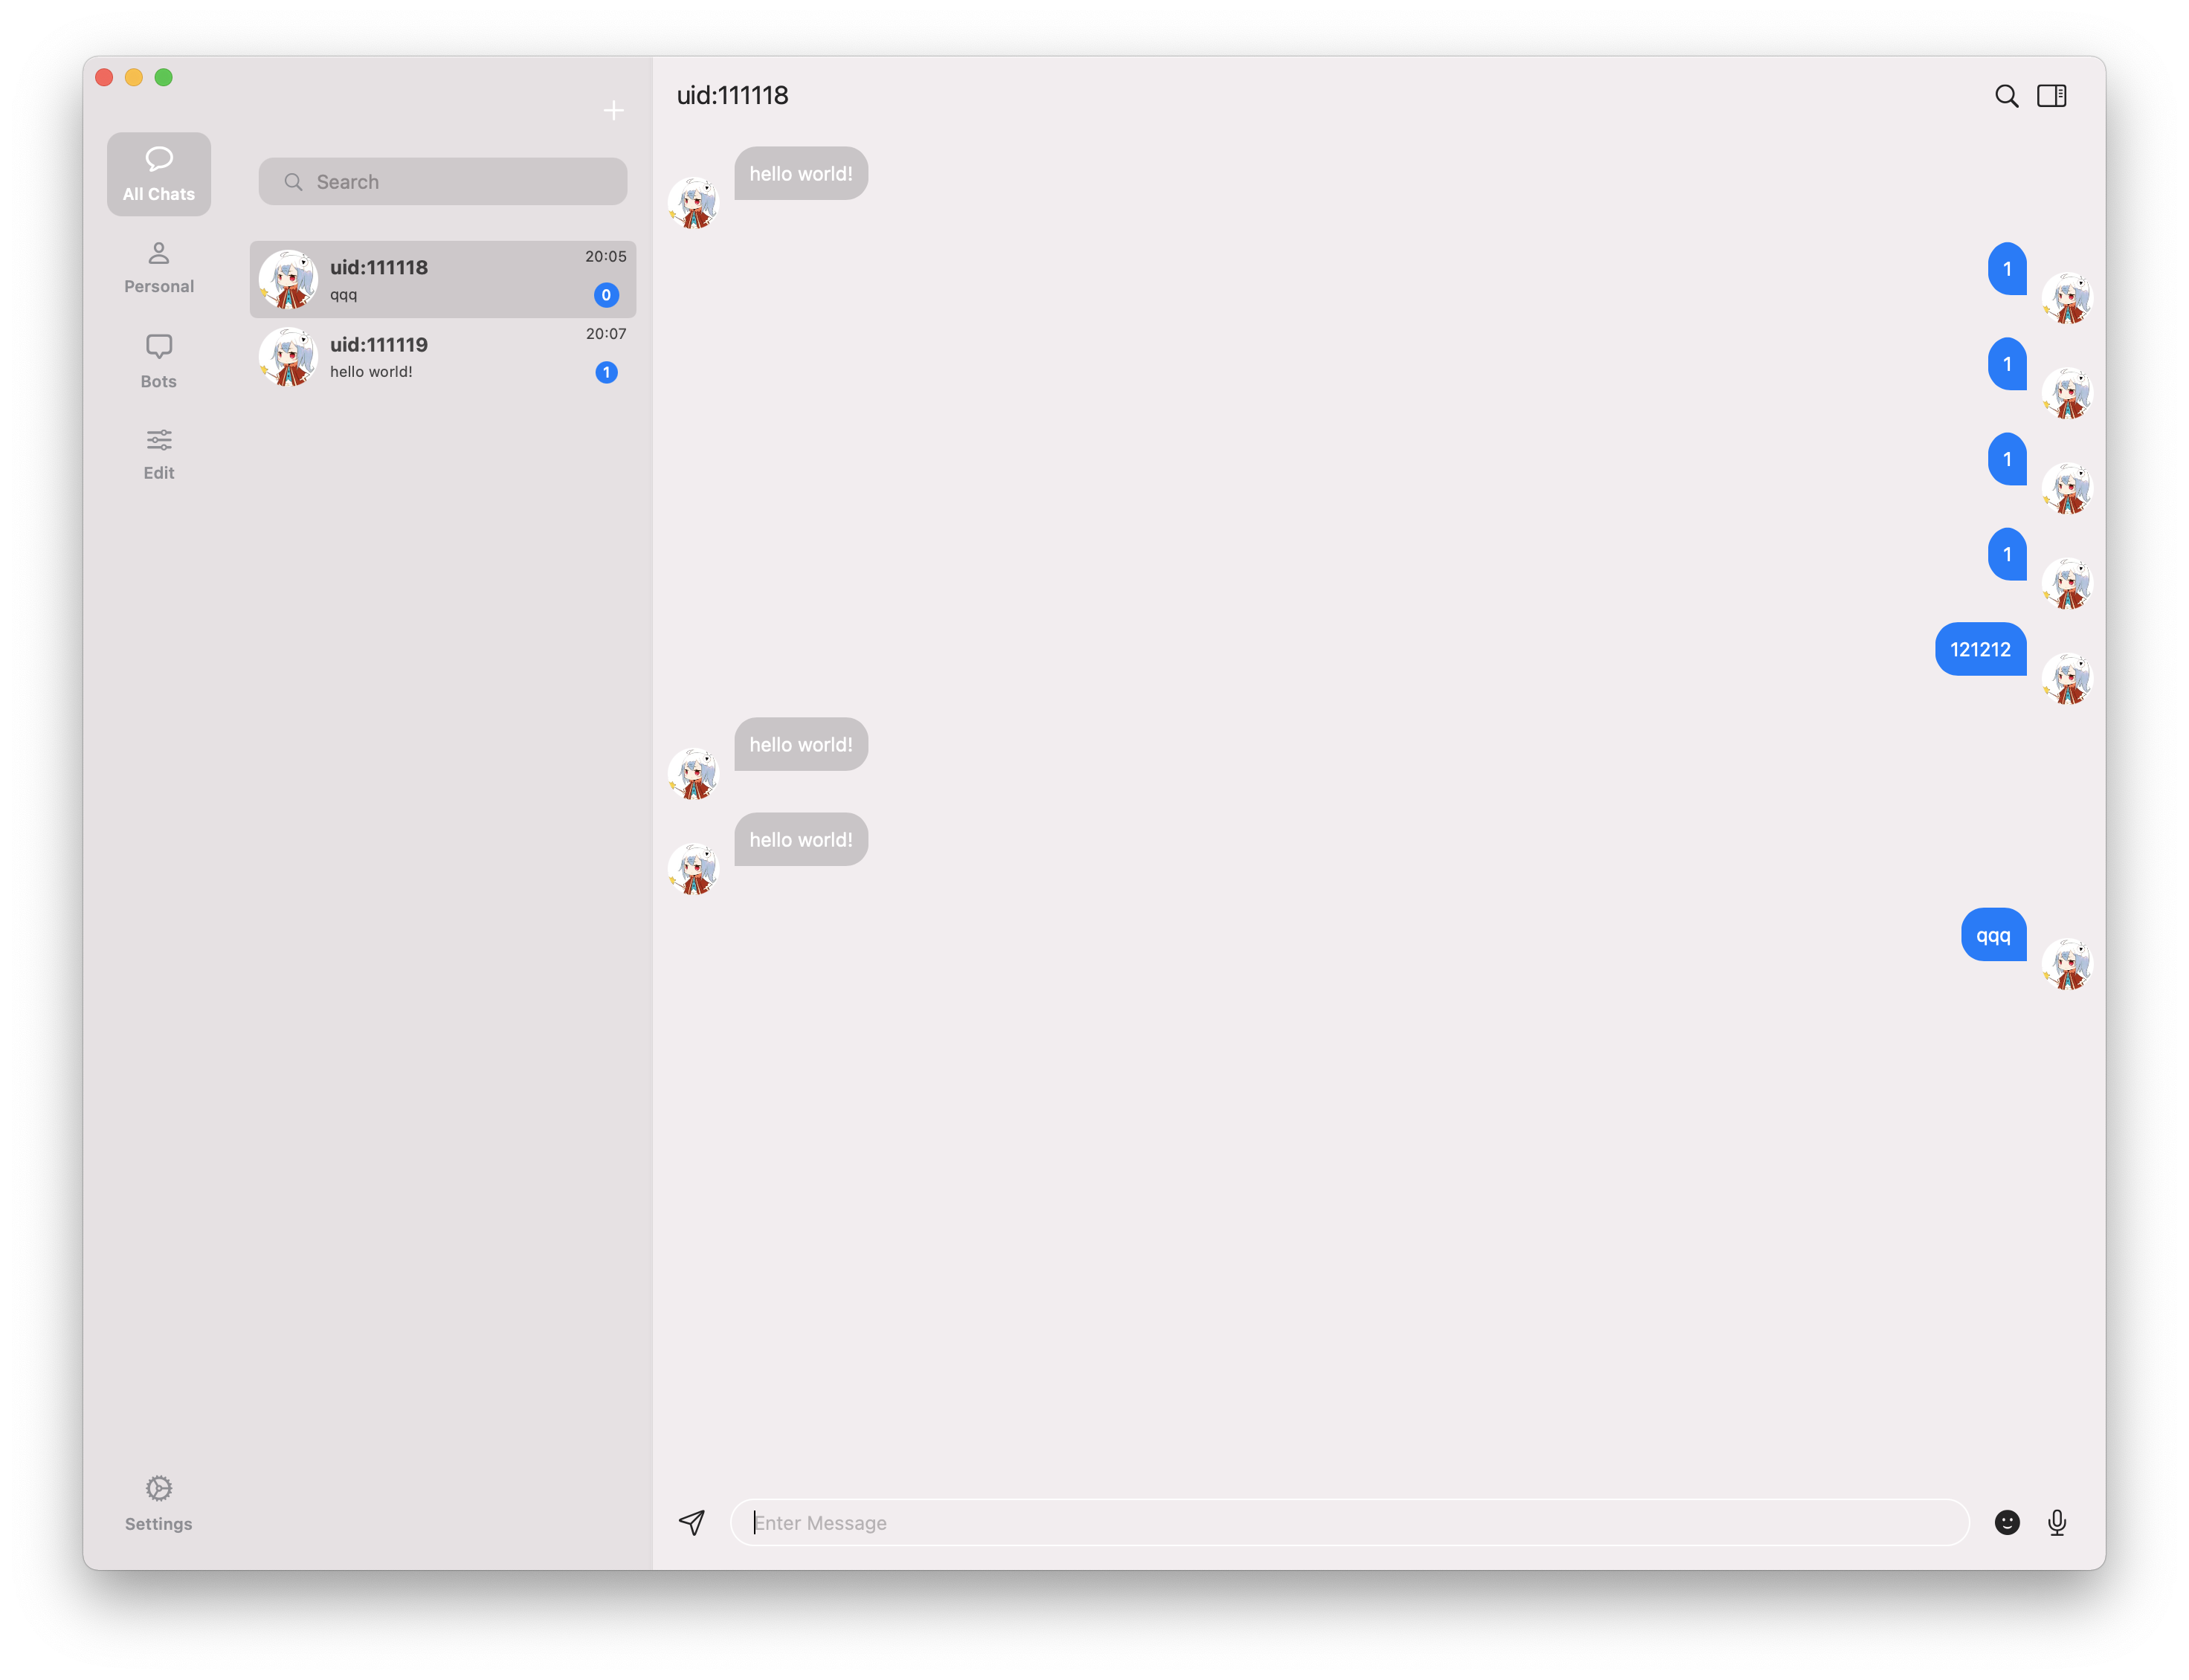 All Chats
Personal
Bots
Edit
Settings
Search
uid:111118
20:05
qqq
0
uid:111119
20:07
hello world!
1
uid:111118
hello world!
1
1
1
1
121212
hello world!
hello world!
qqq
Enter Message